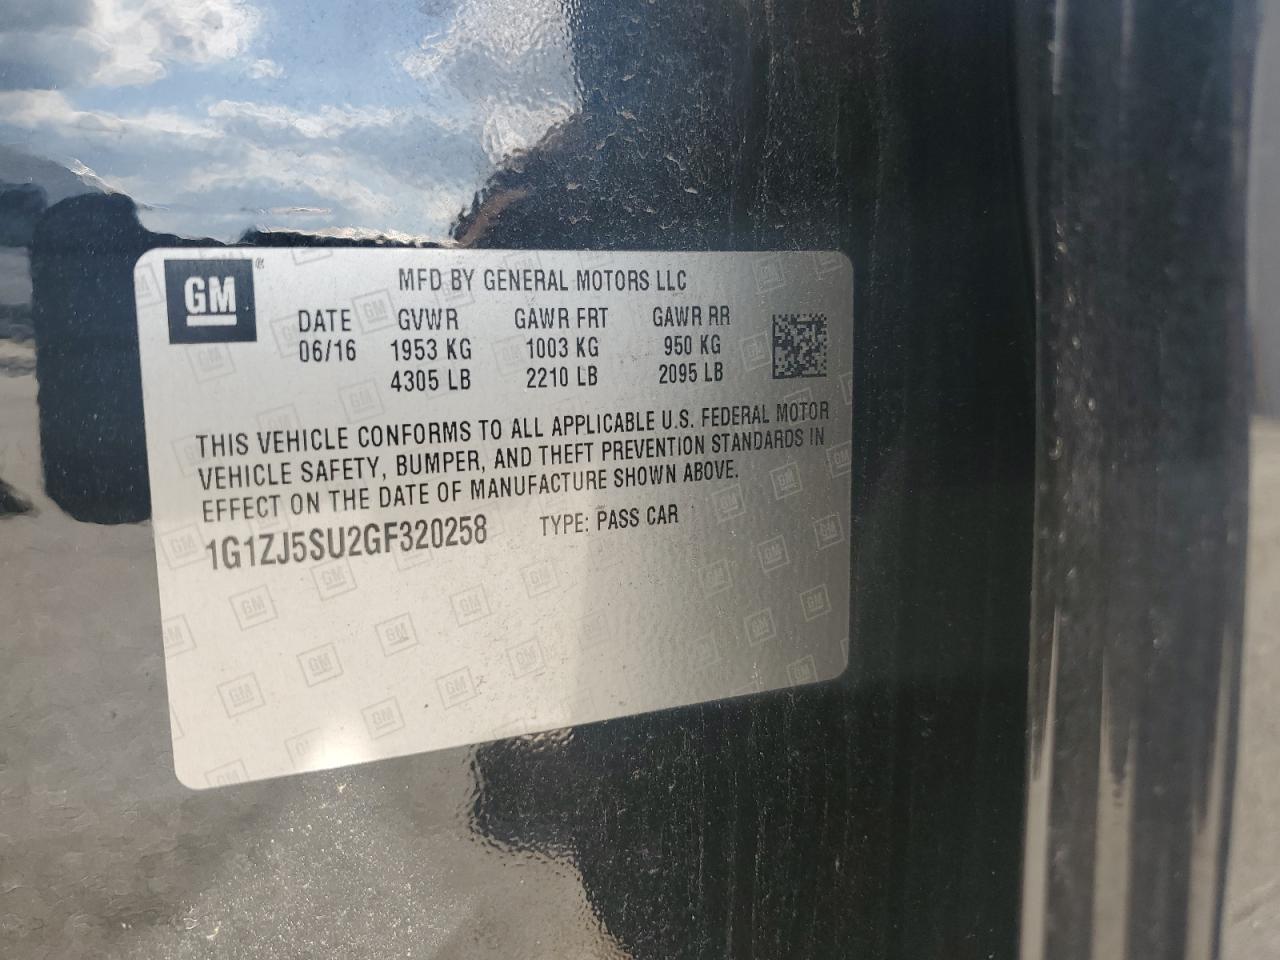 GM
MFD BY GENERAL MOTORS LLC
DATE GVWR GAWR FRT GAWR RR
06/16 1953 KG 1003 KG 950 KG
4305 LB 2210 LB 2095 LB
THIS VEHICLE CONFORMS TO ALL APPLICABLE U.S. FEDERAL MOTOR
VEHICLE SAFETY, BUMPER, AND THEFT PREVENTION STANDARDS IN
EFFECT ON THE DATE OF MANUFACTURE SHOWN ABOVE.
1G1ZJ5SU2GF320258 TYPE: PASS CAR